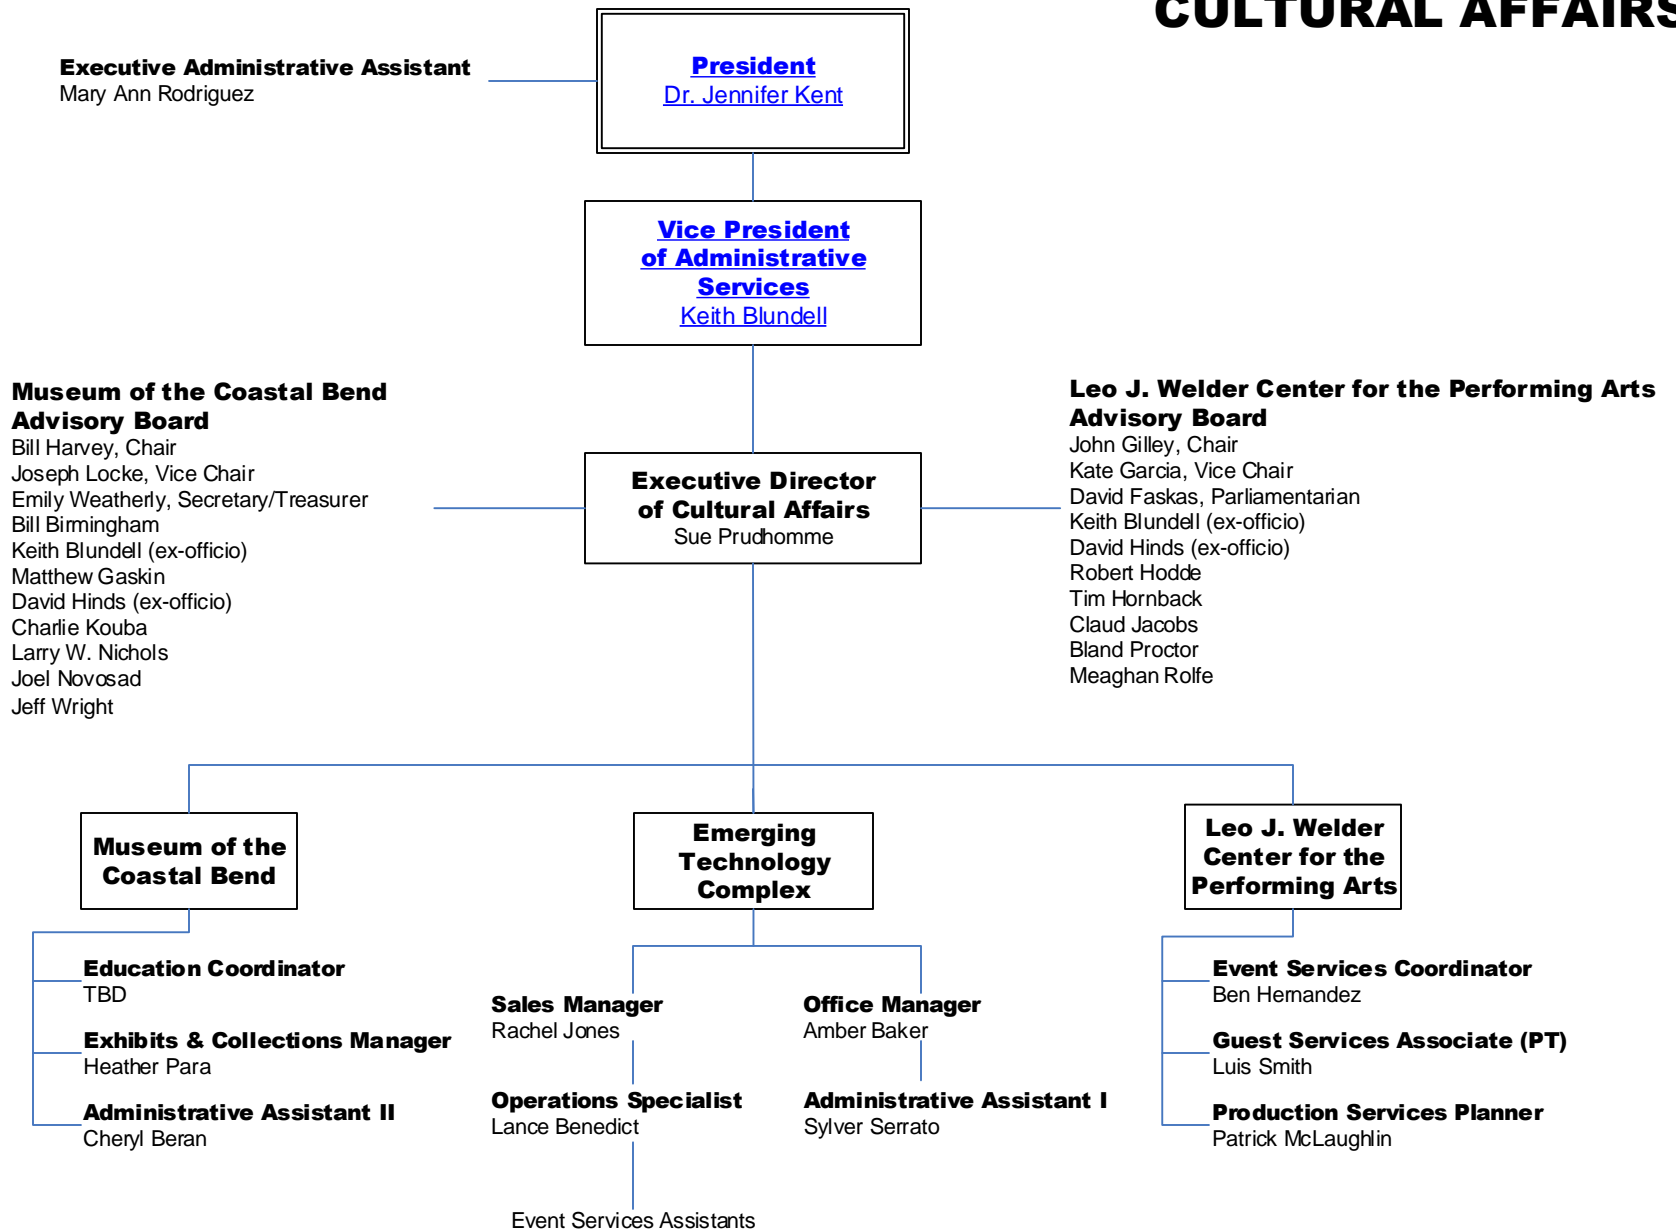 CULTURAL AFFAIRS
Executive Administrative Assistant
Mary Ann Rodriguez
President
Dr. Jennifer Kent
Vice President
of Administrative
Services
Keith Blundell
Museum of the Coastal Bend
Advisory Board
Bill Harvey, Chair
Joseph Locke, Vice Chair
Emily Weatherly, Secretary/Treasurer
Bill Birmingham
Keith Blundell (ex-officio)
Matthew Gaskin
David Hinds (ex-officio)
Charlie Kouba
Larry W. Nichols
Joel Novosad
Jeff Wright
Executive Director
of Cultural Affairs
Sue Prudhomme
Leo J. Welder Center for the Performing Arts
Advisory Board
John Gilley, Chair
Kate Garcia, Vice Chair
David Faskas, Parliamentarian
Keith Blundell (ex-officio)
David Hinds (ex-officio)
Robert Hodde
Tim Hornback
Claud Jacobs
Bland Proctor
Meaghan Rolfe
Museum of the
Coastal Bend
Education Coordinator
TBD
Exhibits & Collections Manager
Heather Para
Administrative Assistant II
Cheryl Beran
Emerging
Technology
Complex
Sales Manager
Rachel Jones
Operations Specialist
Lance Benedict
Event Services Assistants
Office Manager
Amber Baker
Administrative Assistant I
Sylver Serrato
Leo J. Welder
Center for the
Performing Arts
Event Services Coordinator
Ben Hernandez
Guest Services Associate (PT)
Luis Smith
Production Services Planner
Patrick McLaughlin